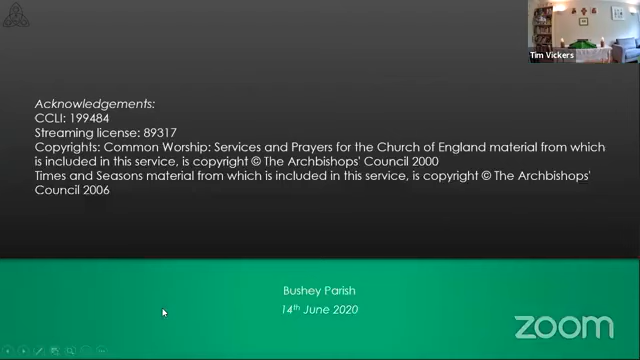 Tim Vickers
Acknowledgements:
CCLI: 199484
Streaming license: 89317
Copyrights: Common Worship: Services and Prayers for the Church of England material from which
is included in this service, is copyright © The Archbishops' Council 2000
Times and Seasons material from which is included in this service, is copyright © The Archbishops'
Council 2006
Bushey Parish
14th June 2020
zoom